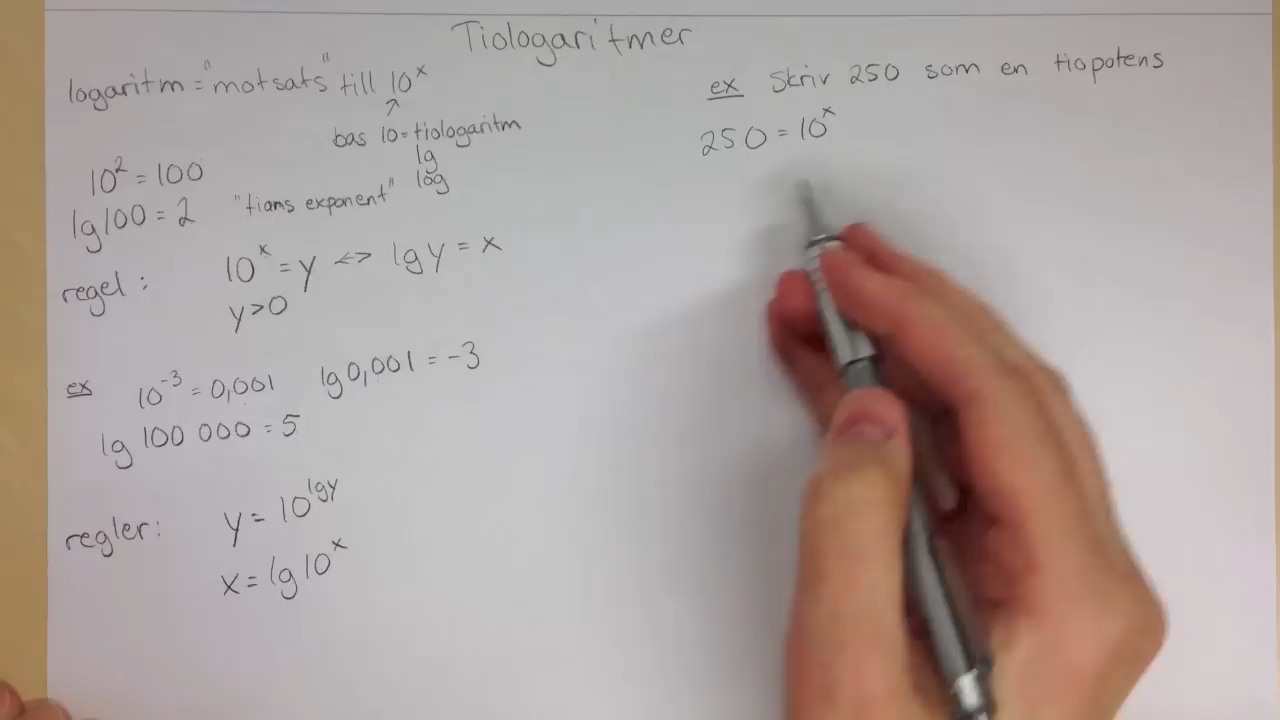 Tiologaritmer
logaritm = "motsats" till 10^x
↗
bas 10 = tiologaritm
lg
log
10² = 100
lg 100 = 2 "tians exponent"
regel: 10^x = y <=> lg y = x
y > 0
ex 10⁻³ = 0,001 lg 0,001 = -3
lg 100 000 = 5
regler: y = 10^lgy
x = lg 10^x
ex Skriv 250 som en tiopotens
250 = 10^x